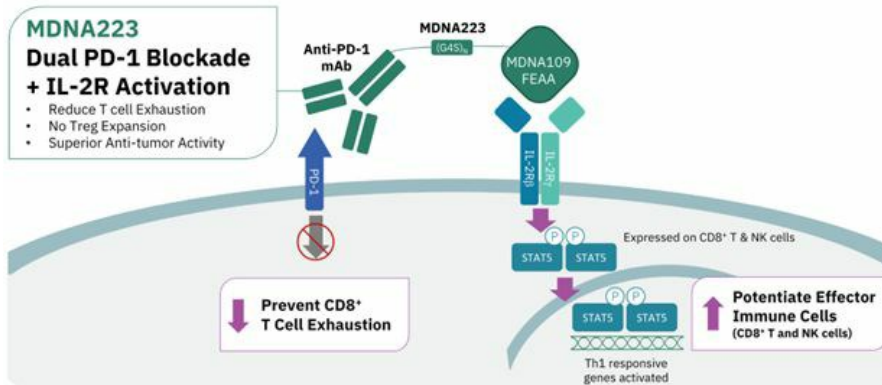 MDNA223
Dual PD-1 Blockade
+ IL-2R Activation
• Reduce T cell Exhaustion
• No Treg Expansion
• Superior Anti-tumor Activity
Anti-PD-1
mAb
MDNA223
(G4S)N
MDNA109
FEAA
PD-1
IL-2Rβ
IL-2Rγ
P P
STAT5 STAT5
Expressed on CD8⁺ T & NK cells
Prevent CD8⁺
T Cell Exhaustion
P P
STAT5 STAT5
Th1 responsive
genes activated
Potentiate Effector
Immune Cells
(CD8⁺ T and NK cells)